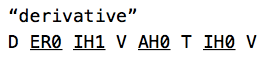 “derivative”
D ER0 IH1 V AH0 T IH0 V